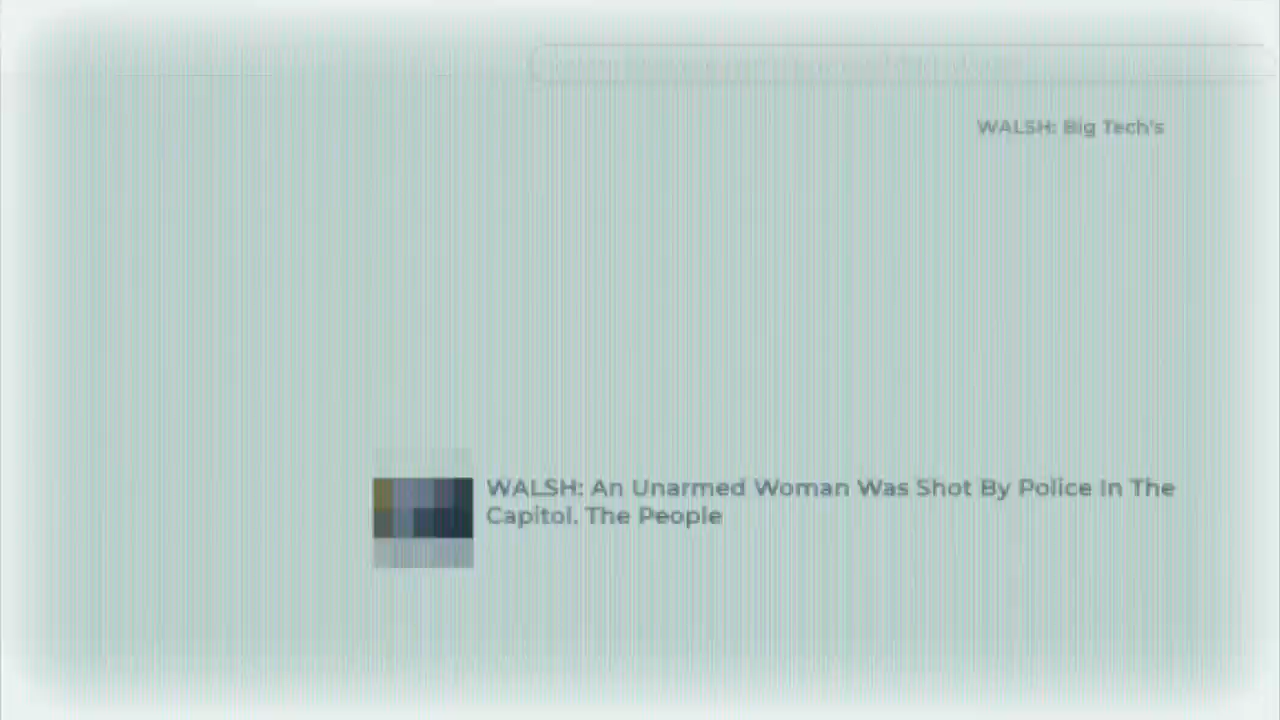 WALSH: Big Tech's
WALSH: An Unarmed Woman Was Shot By Police In The
Capitol. The People